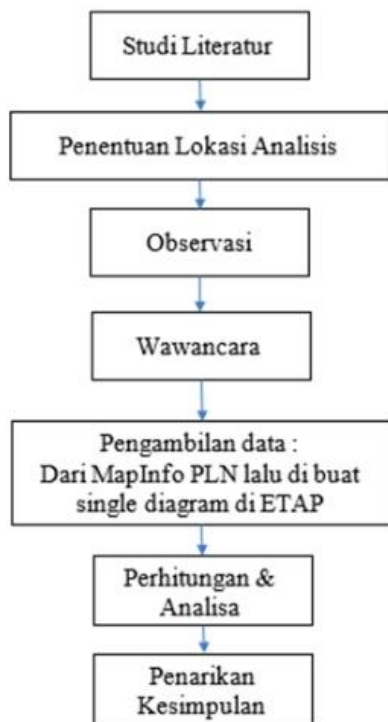 Studi Literatur
Penentuan Lokasi Analisis
Observasi
Wawancara
Pengambilan data :
Dari MapInfo PLN lalu di buat
single diagram di ETAP
Perhitungan &
Analisa
Penarikan
Kesimpulan